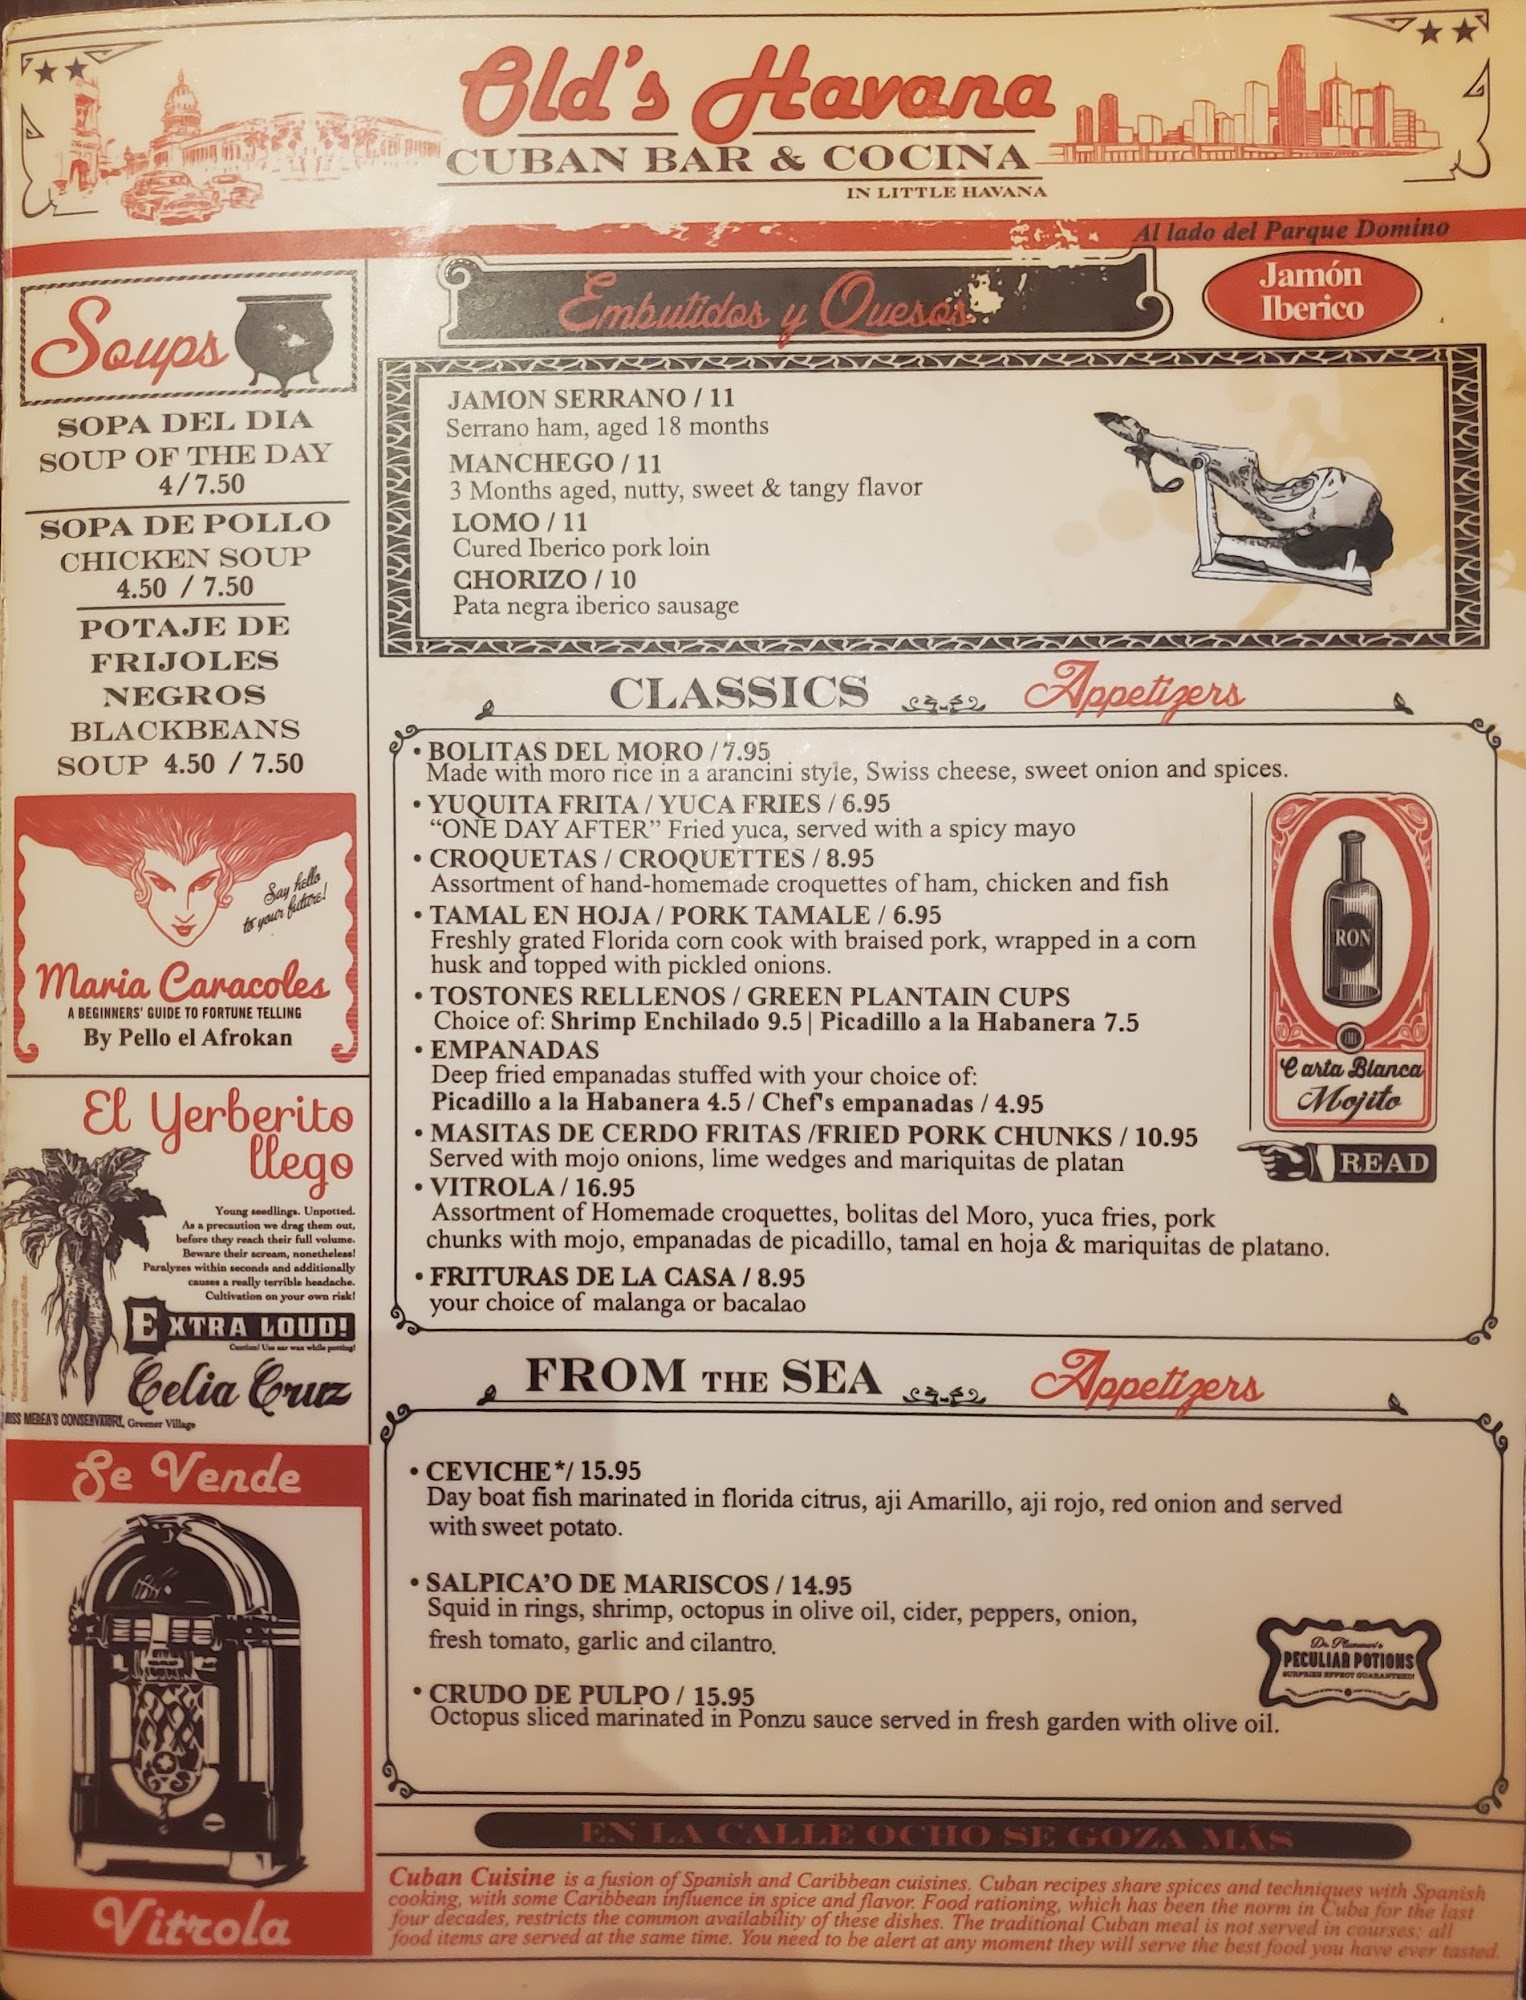 Old's Havana
CUBAN BAR & COCINA
IN LITTLE HAVANA
Al lado del Parque Domino
Soups
SOPA DEL DIA
SOUP OF THE DAY
4/7.50
SOPA DE POLLO
CHICKEN SOUP
4.50 / 7.50
POTAJE DE
FRIJOLES
NEGROS
BLACKBEANS
SOUP 4.50 / 7.50
Say hello
to your future!
Maria Caracoles
A BEGINNERS' GUIDE TO FORTUNE TELLING
By Pello el Afrokan
El Yerberito
llego
Young seedlings. Unpotted.
As a precaution we drag them out,
before they reach their full volume.
Beware their scream, nonetheless!
Paralyzes within seconds and additionally
causes a really terrible headache.
Cultivation on your own risk!
EXTRA LOUD!
Caution! Use ear wax while potting!
Celia Cruz
*Exemplary image only.
Delivered plants might differ.
MISS MEDEA'S CONSERVATORY, Greener Village
Se Vende
Vitrola
Embutidos y Quesos
Jamón
Iberico
JAMON SERRANO / 11
Serrano ham, aged 18 months
MANCHEGO / 11
3 Months aged, nutty, sweet & tangy flavor
LOMO / 11
Cured Iberico pork loin
CHORIZO / 10
Pata negra iberico sausage
CLASSICS Appetizers
• BOLITAS DEL MORO / 7.95
Made with moro rice in a arancini style, Swiss cheese, sweet onion and spices.
• YUQUITA FRITA / YUCA FRIES / 6.95
“ONE DAY AFTER” Fried yuca, served with a spicy mayo
• CROQUETAS / CROQUETTES / 8.95
Assortment of hand-homemade croquettes of ham, chicken and fish
• TAMAL EN HOJA / PORK TAMALE / 6.95
Freshly grated Florida corn cook with braised pork, wrapped in a corn
husk and topped with pickled onions.
• TOSTONES RELLENOS / GREEN PLANTAIN CUPS
Choice of: Shrimp Enchilado 9.5 | Picadillo a la Habanera 7.5
• EMPANADAS
Deep fried empanadas stuffed with your choice of:
Picadillo a la Habanera 4.5 / Chef's empanadas / 4.95
• MASITAS DE CERDO FRITAS /FRIED PORK CHUNKS / 10.95
Served with mojo onions, lime wedges and mariquitas de platan
• VITROLA / 16.95
Assortment of Homemade croquettes, bolitas del Moro, yuca fries, pork
chunks with mojo, empanadas de picadillo, tamal en hoja & mariquitas de platano.
• FRITURAS DE LA CASA / 8.95
your choice of malanga or bacalao
RON
Carta Blanca
Mojito
READ
FROM THE SEA Appetizers
• CEVICHE*/ 15.95
Day boat fish marinated in florida citrus, aji Amarillo, aji rojo, red onion and served
with sweet potato.
• SALPICA’O DE MARISCOS / 14.95
Squid in rings, shrimp, octopus in olive oil, cider, peppers, onion,
fresh tomato, garlic and cilantro.
• CRUDO DE PULPO / 15.95
Octopus sliced marinated in Ponzu sauce served in fresh garden with olive oil.
PECULIAR POTIONS
SURPRISE EFFECT GUARANTEED!
EN LA CALLE OCHO SE GOZA MÁS
Cuban Cuisine is a fusion of Spanish and Caribbean cuisines. Cuban recipes share spices and techniques with Spanish
cooking, with some Caribbean influence in spice and flavor. Food rationing, which has been the norm in Cuba for the last
four decades, restricts the common availability of these dishes. The traditional Cuban meal is not served in courses; all
food items are served at the same time. You need to be alert at any moment they will serve the best food you have ever tasted.